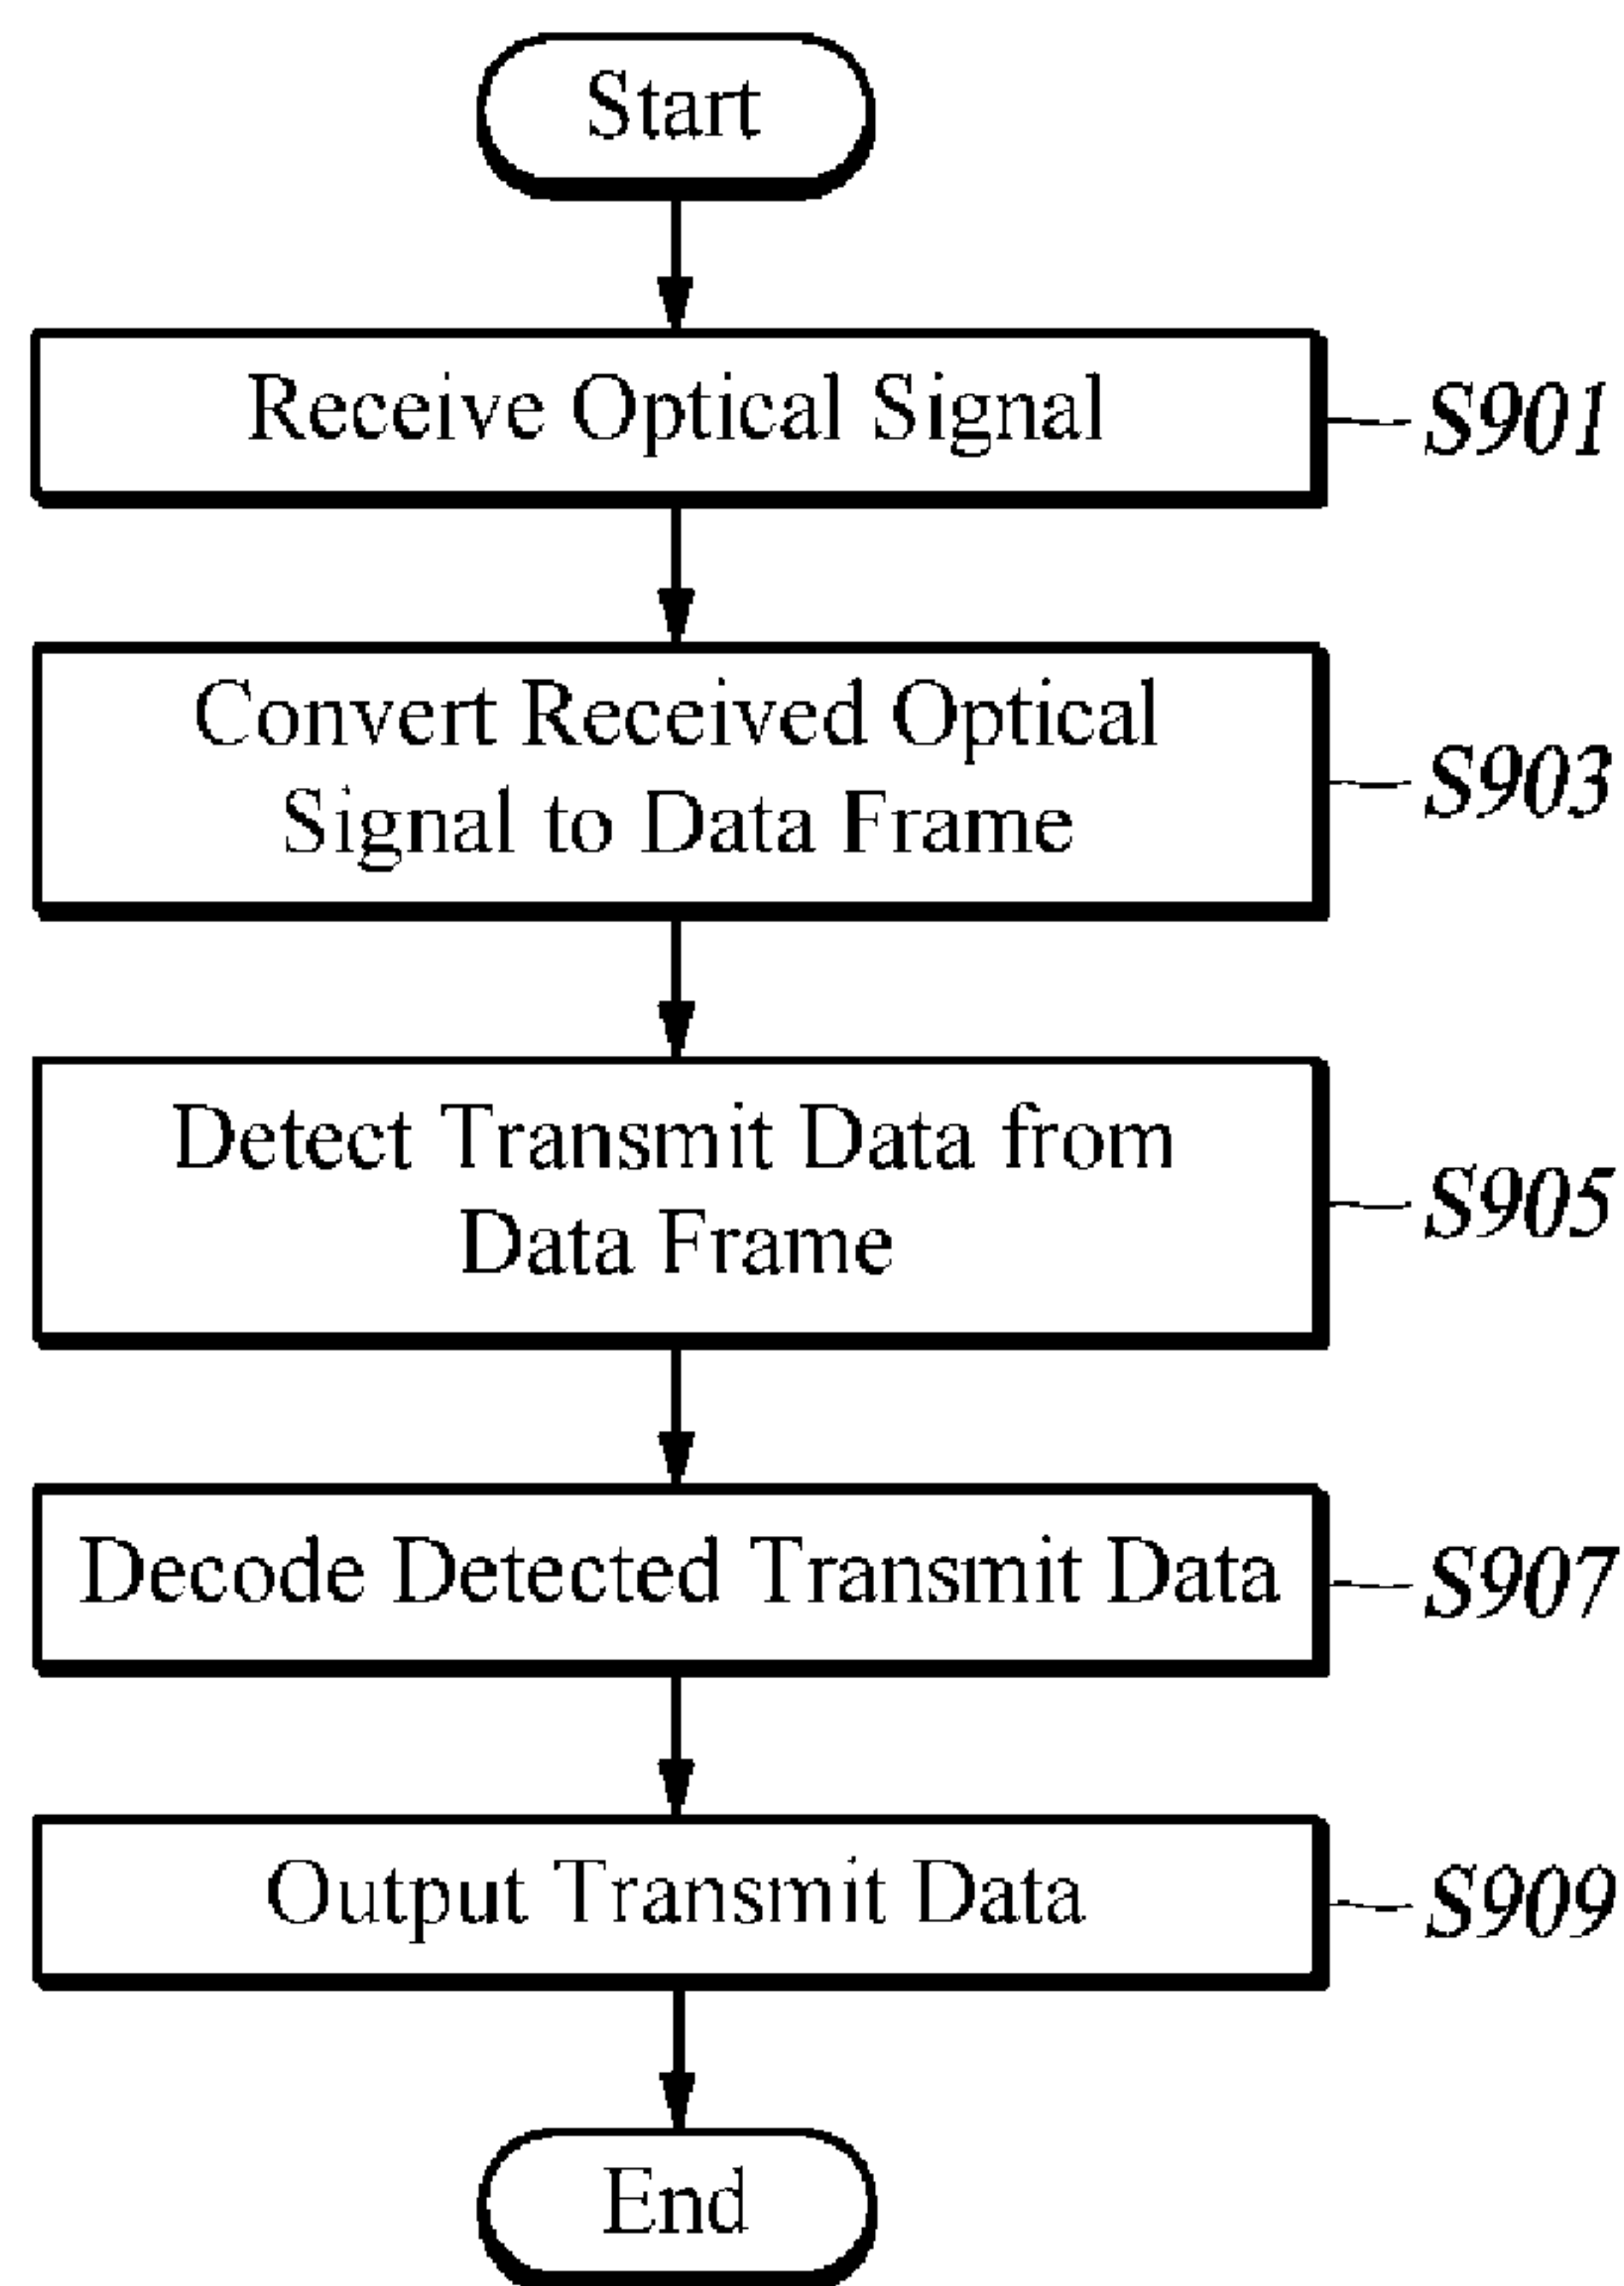 Start
Receive Optical Signal
S901
Convert Received Optical
Signal to Data Frame
S903
Detect Transmit Data from
Data Frame
S905
Decode Detected Transmit Data
S907
Output Transmit Data
S909
End